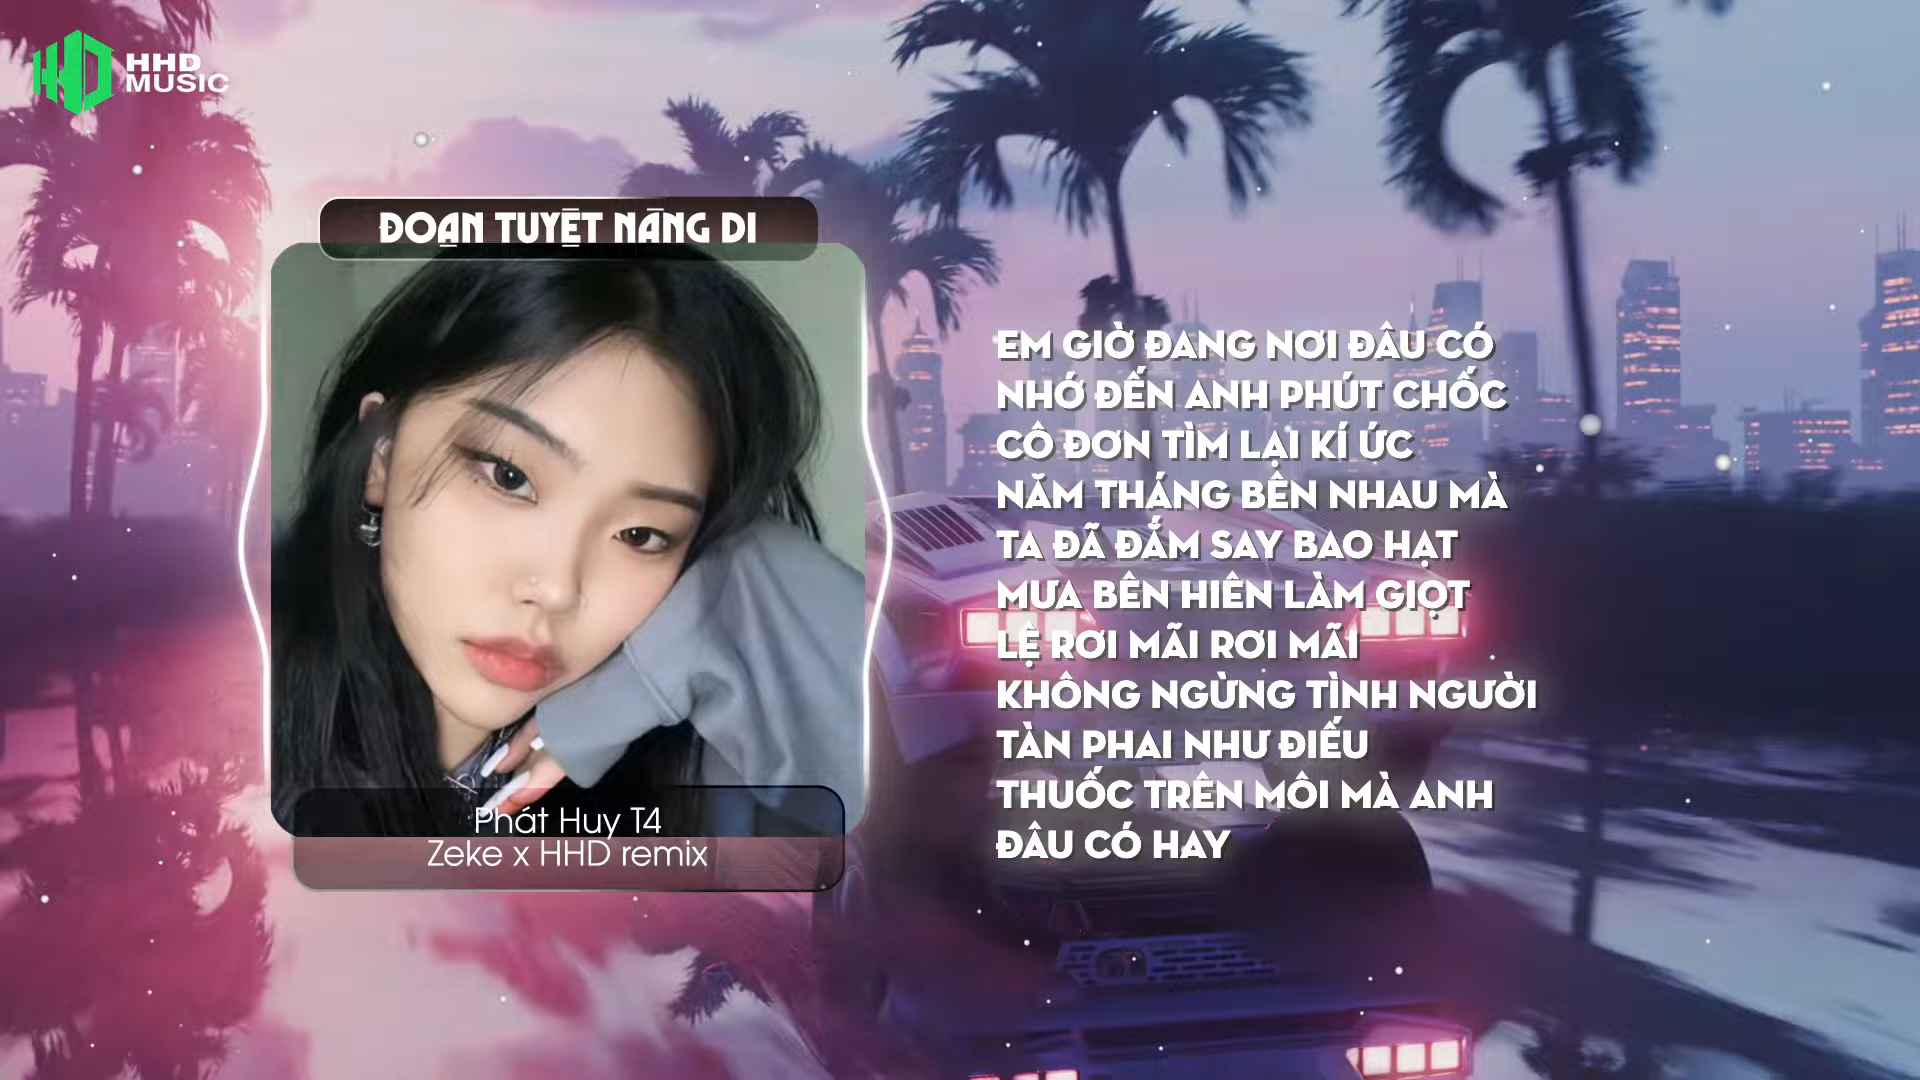 HHD
MUSIC
ĐOẠN TUYỆT NÀNG DI
Phát Huy T4
Zeke x HHD remix
EM GIỜ ĐANG NƠI ĐÂU CÓ
NHỚ ĐẾN ANH PHÚT CHỐC
CÔ ĐƠN TÌM LẠI KÍ ỨC
NĂM THÁNG BÊN NHAU MÀ
TA ĐÃ ĐẮM SAY BAO HẠT
MƯA BÊN HIÊN LÀM GIỌT
LỆ RƠI MÃI RƠI MÃI
KHÔNG NGỪNG TÌNH NGƯỜI
TÀN PHAI NHƯ ĐIẾU
THUỐC TRÊN MÔI MÀ ANH
ĐÂU CÓ HAY